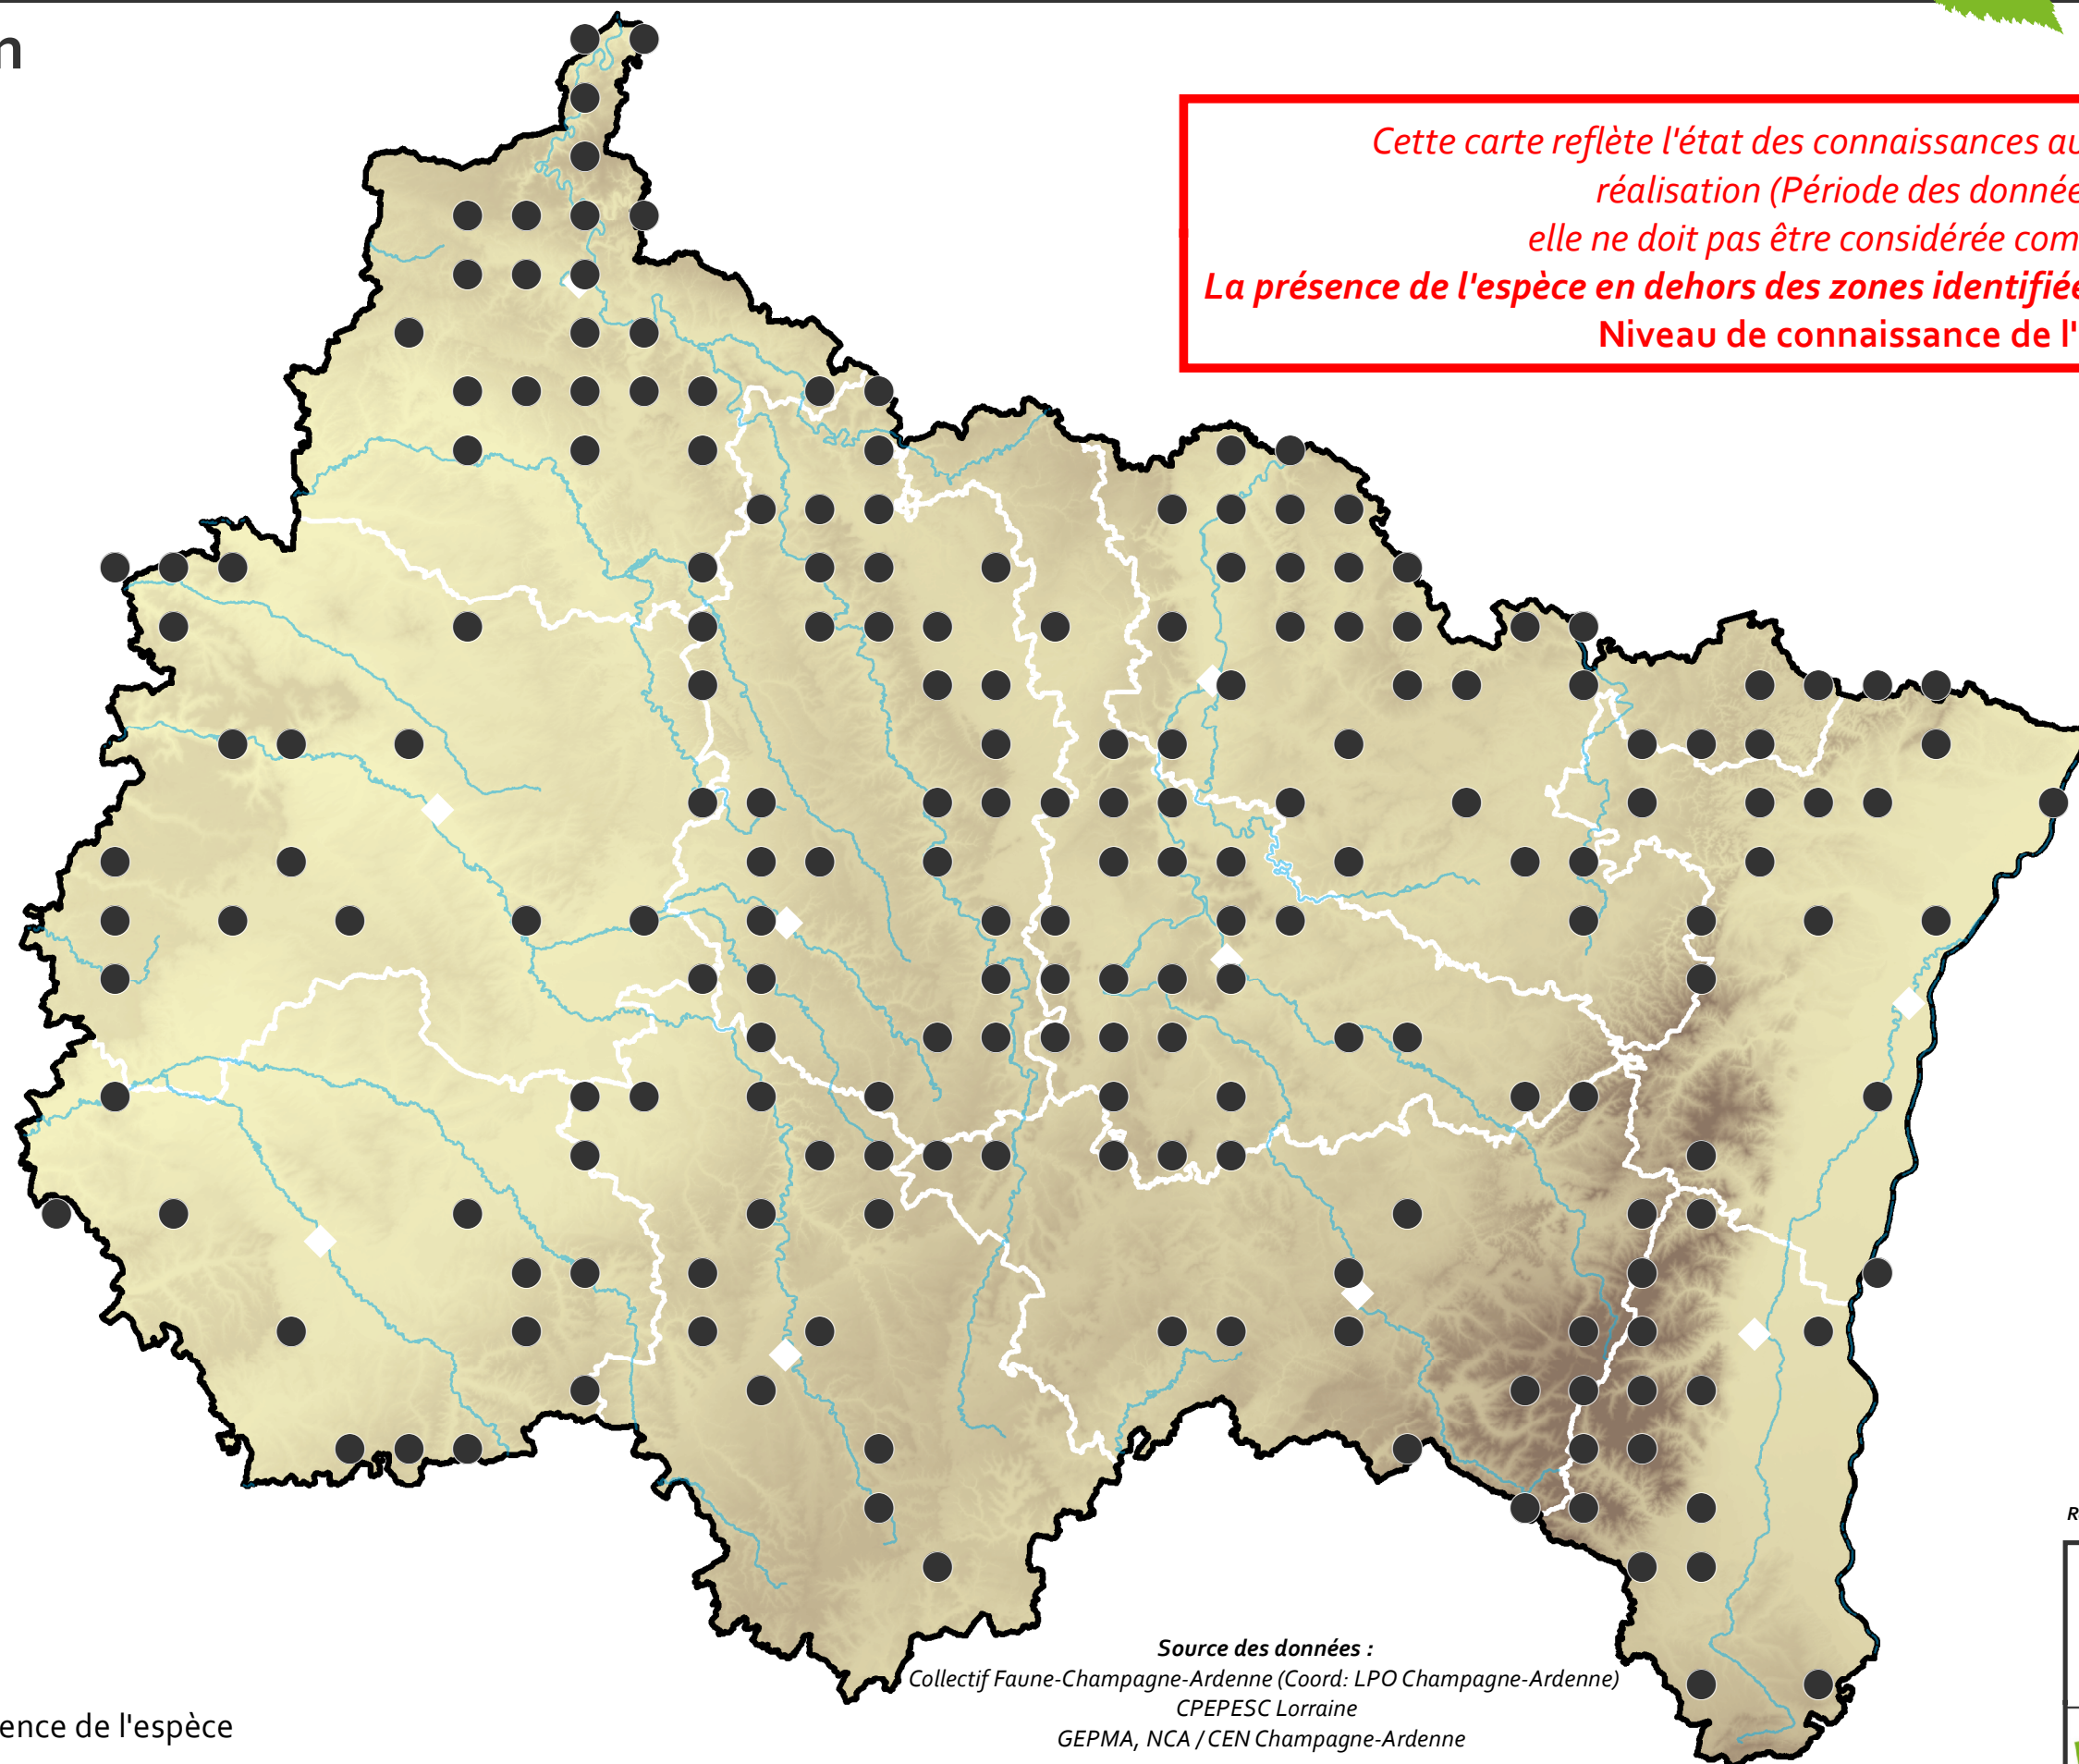 n
Cette carte reflète l'état des connaissances au
réalisation (Période des donnée
elle ne doit pas être considérée com
La présence de l'espèce en dehors des zones identifiée
Niveau de connaissance de l'
R
Source des données :
Collectif Faune-Champagne-Ardenne (Coord: LPO Champagne-Ardenne)
CPEPESC Lorraine
GEPMA, NCA / CEN Champagne-Ardenne
ence de l'espèce